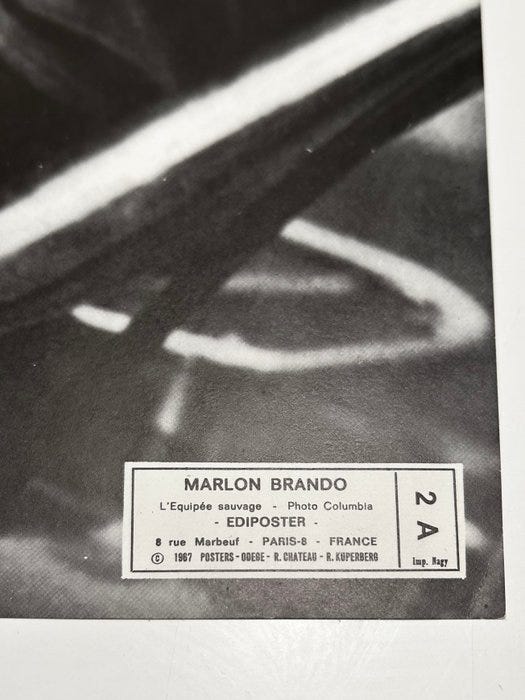 MARLON BRANDO
L'Equipée sauvage - Photo Columbia
- EDIPOSTER -
8 rue Marbeuf - PARIS-8 - FRANCE
© 1967 POSTERS - ODEGE - R. CHATEAU - R. KUPERBERG
2 A
Imp. Nagy